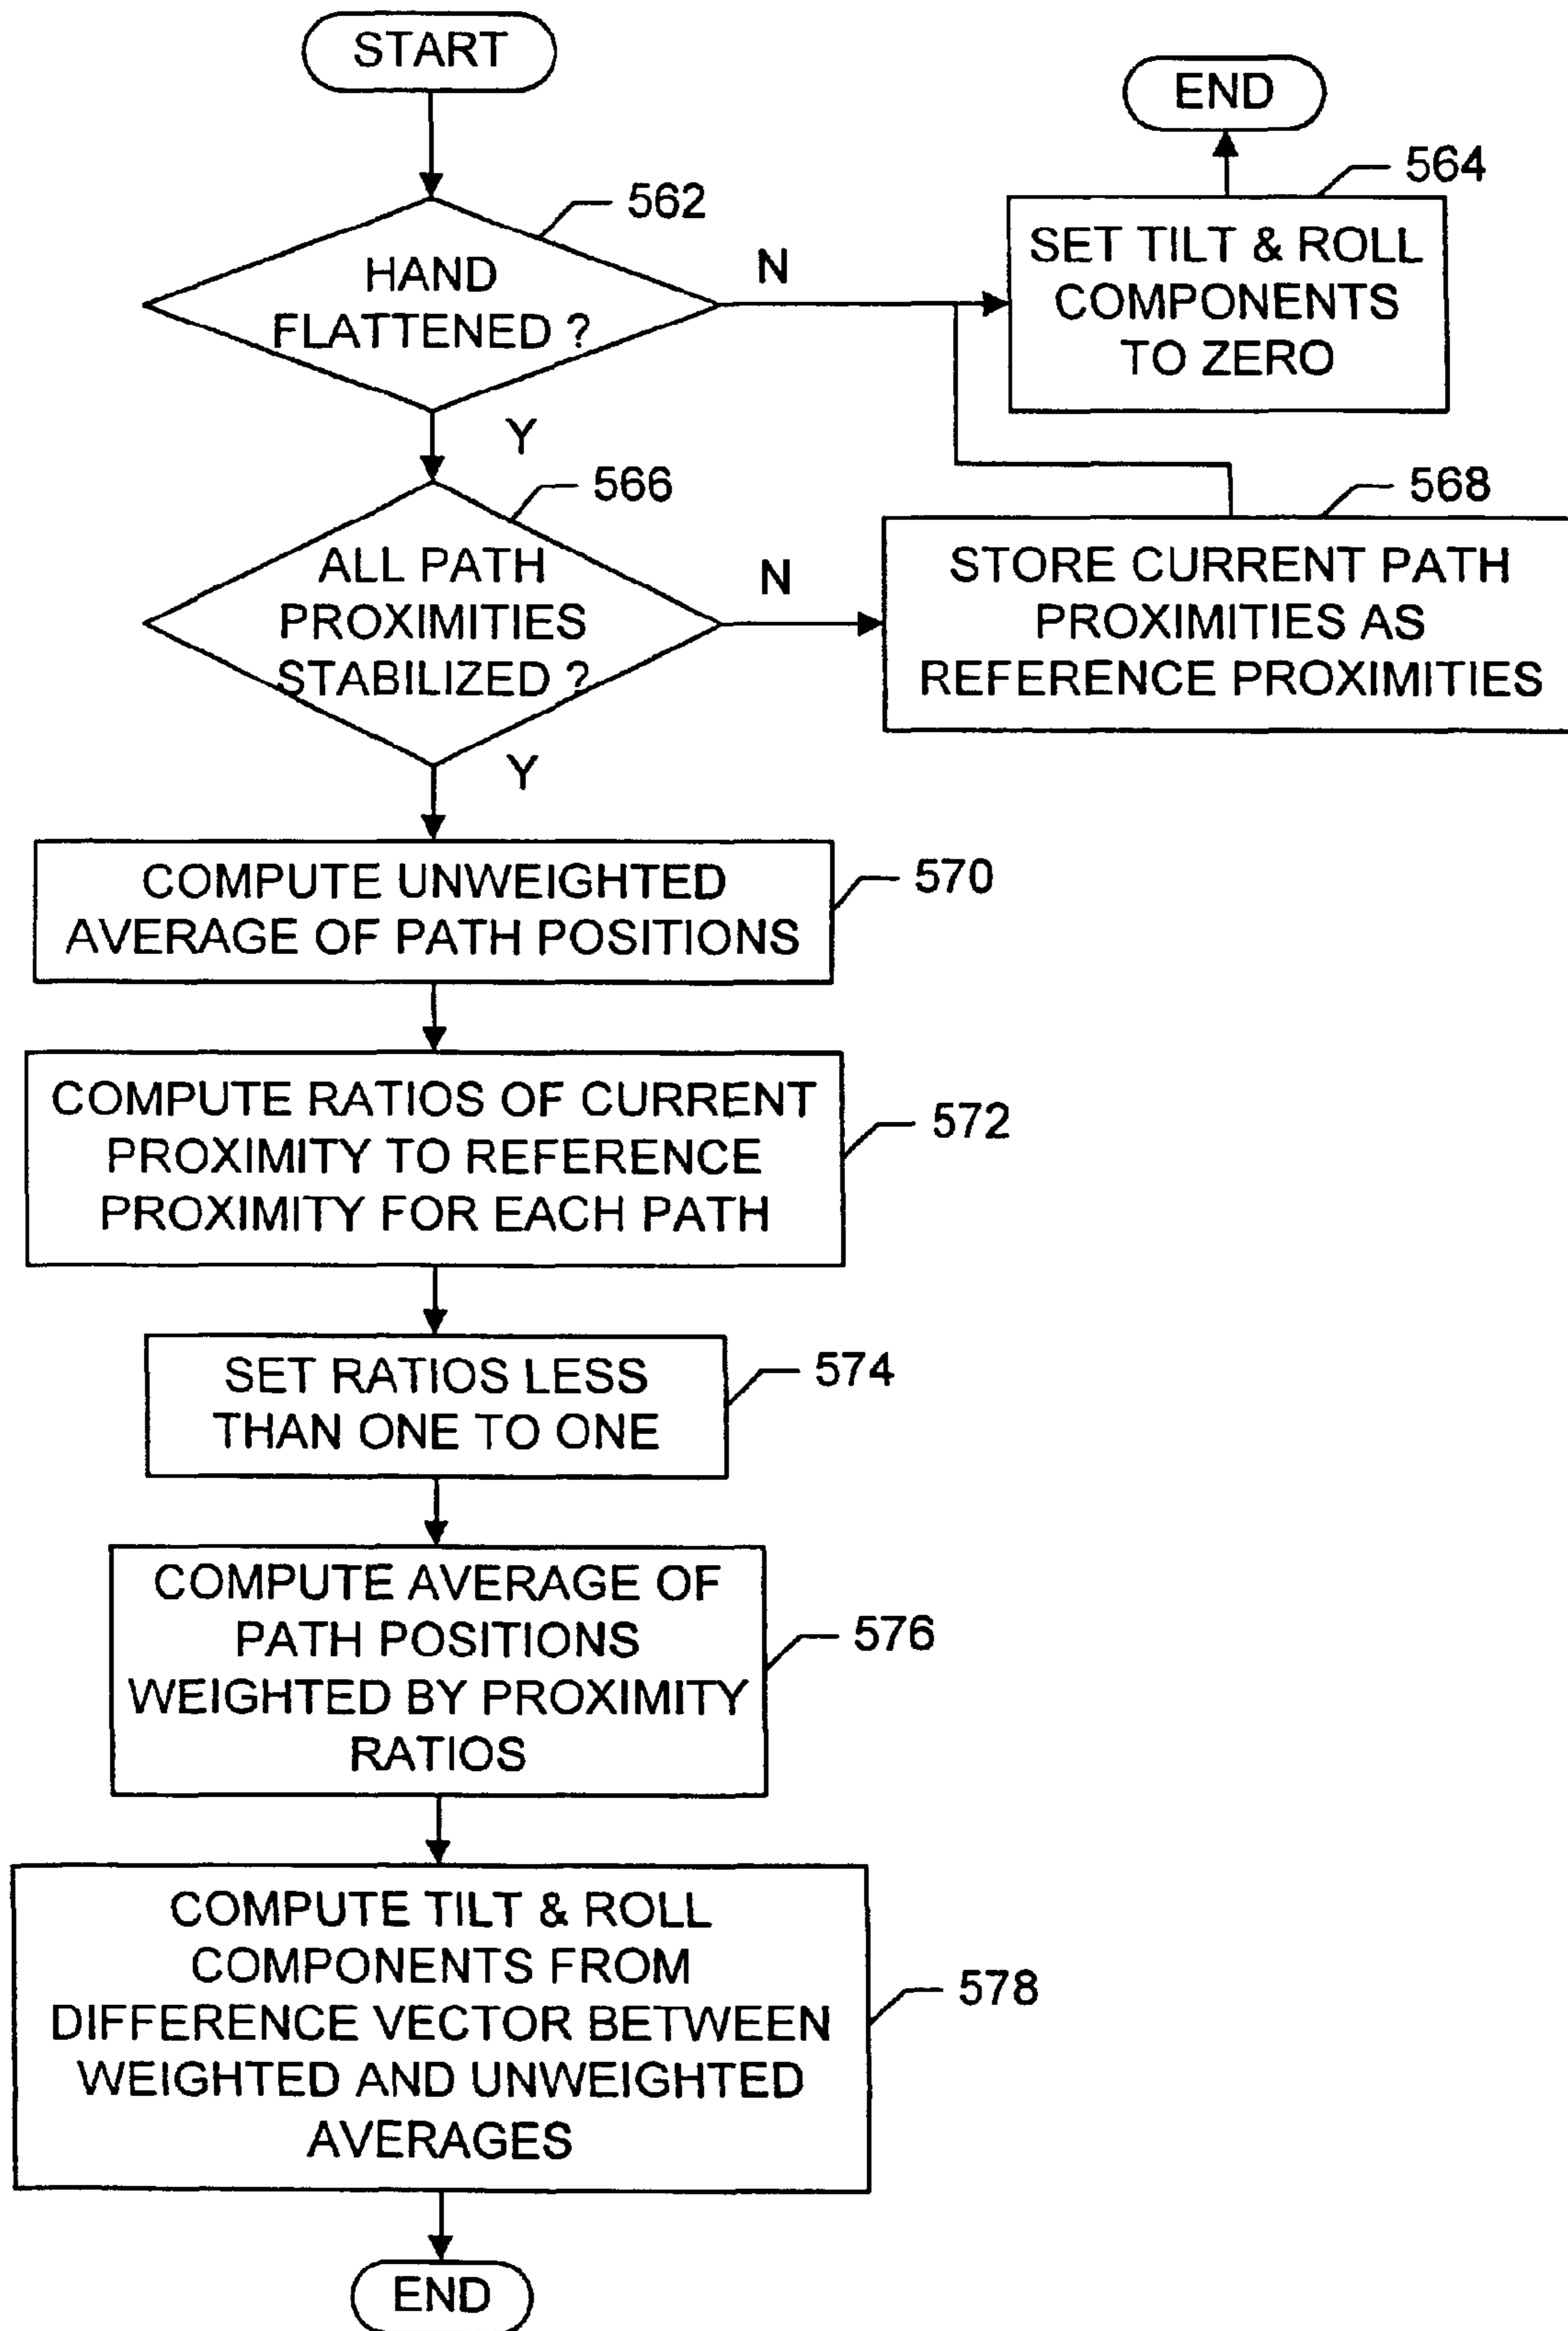 START
END
564
562
HAND
FLATTENED ?
N
SET TILT & ROLL
COMPONENTS
TO ZERO
Y
566
568
ALL PATH
PROXIMITIES
STABILIZED ?
N
STORE CURRENT PATH
PROXIMITIES AS
REFERENCE PROXIMITIES
Y
COMPUTE UNWEIGHTED
AVERAGE OF PATH POSITIONS
570
COMPUTE RATIOS OF CURRENT
PROXIMITY TO REFERENCE
PROXIMITY FOR EACH PATH
572
SET RATIOS LESS
THAN ONE TO ONE
574
COMPUTE AVERAGE OF
PATH POSITIONS
WEIGHTED BY PROXIMITY
RATIOS
576
COMPUTE TILT & ROLL
COMPONENTS FROM
DIFFERENCE VECTOR BETWEEN
WEIGHTED AND UNWEIGHTED
AVERAGES
578
END